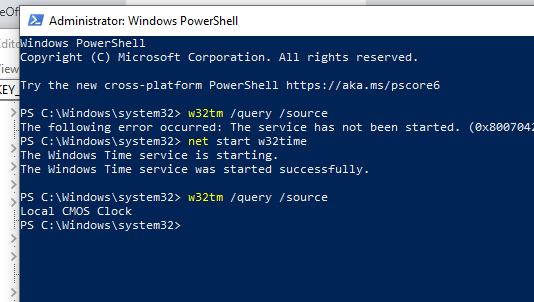 Administrator: Windows PowerShell
Windows PowerShell
Copyright (C) Microsoft Corporation. All rights reserved.
Try the new cross-platform PowerShell https://aka.ms/pscore6
PS C:\Windows\system32> w32tm /query /source
The following error occurred: The service has not been started. (0x8007042
PS C:\Windows\system32> net start w32time
The Windows Time service is starting.
The Windows Time service was started successfully.
PS C:\Windows\system32> w32tm /query /source
Local CMOS Clock
PS C:\Windows\system32>